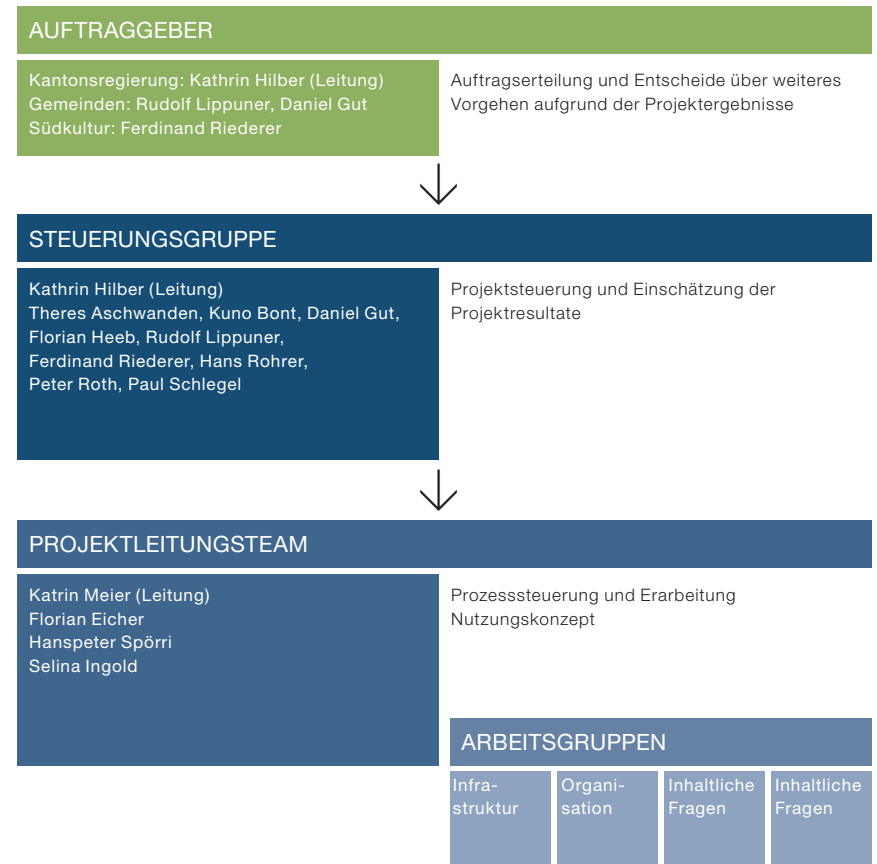 AUFTRAGGEBER
Kantonsregierung: Kathrin Hilber (Leitung)
Gemeinden: Rudolf Lippuner, Daniel Gut
Südkultur: Ferdinand Riederer
Auftragserteilung und Entscheide über weiteres
Vorgehen aufgrund der Projektergebnisse
STEUERUNGSGRUPPE
Kathrin Hilber (Leitung)
Theres Aschwanden, Kuno Bont, Daniel Gut,
Florian Heeb, Rudolf Lippuner,
Ferdinand Riederer, Hans Rohrer,
Peter Roth, Paul Schlegel
Projektsteuerung und Einschätzung der
Projektresultate
PROJEKTLEITUNGSTEAM
Katrin Meier (Leitung)
Florian Eicher
Hanspeter Spörri
Selina Ingold
Prozesssteuerung und Erarbeitung
Nutzungskonzept
ARBEITSGRUPPEN
Infra-
struktur
Organi-
sation
Inhaltliche
Fragen
Inhaltliche
Fragen